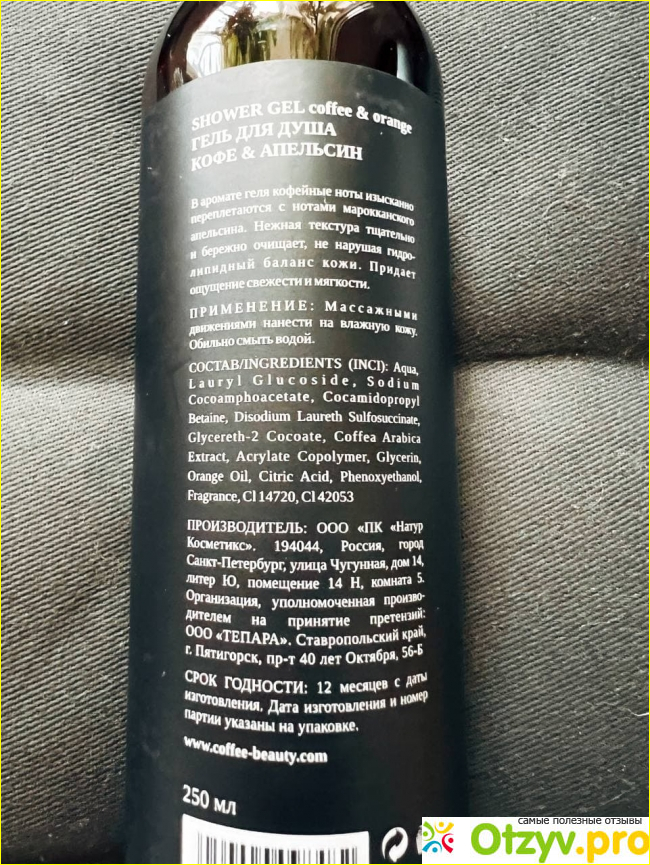 SHOWER GEL coffee & orange
ГЕЛЬ ДЛЯ ДУША
КОФЕ & АПЕЛЬСИН
В аромате геля кофейные ноты изысканно
переплетаются с нотами марокканского
апельсина. Нежная текстура тщательно
и бережно очищает, не нарушая гидро-
липидный баланс кожи. Придает
ощущение свежести и мягкости.
ПРИМЕНЕНИЕ: Массажными
движениями нанести на влажную кожу.
Обильно смыть водой.
СОСТАВ/INGREDIENTS (INCI): Aqua,
Lauryl Glucoside, Sodium
Cocoamphoacetate, Cocamidopropyl
Betaine, Disodium Laureth Sulfosuccinate,
Glycereth-2 Cocoate, Coffea Arabica
Extract, Acrylate Copolymer, Glycerin,
Orange Oil, Citric Acid, Phenoxyethanol,
Fragrance, Cl 14720, Cl 42053
ПРОИЗВОДИТЕЛЬ: ООО «ПК «Натур
Косметикс». 194044, Россия, город
Санкт-Петербург, улица Чугунная, дом 14,
литер Ю, помещение 14 Н, комната 5.
Организация, уполномоченная произво-
дителем на принятие претензий:
ООО «ТЕПАРА». Ставропольский край,
г. Пятигорск, пр-т 40 лет Октября, 56-Б
СРОК ГОДНОСТИ: 12 месяцев с даты
изготовления. Дата изготовления и номер
партии указаны на упаковке.
www.coffee-beauty.com
250 мл
самые полезные отзывы
Otzyv.pro